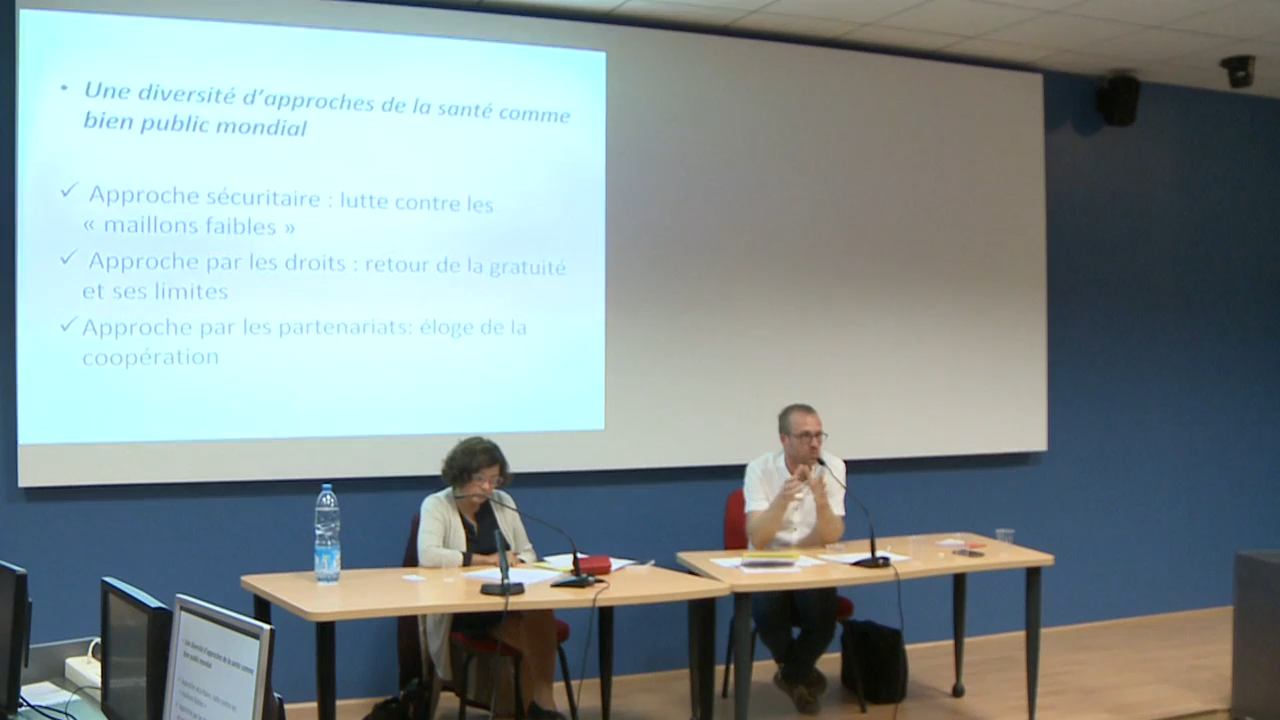 • Une diversité d'approches de la santé comme
bien public mondial
✓ Approche sécuritaire : lutte contre les
« maillons faibles »
✓ Approche par les droits : retour de la gratuité
et ses limites
✓ Approche par les partenariats: éloge de la
coopération